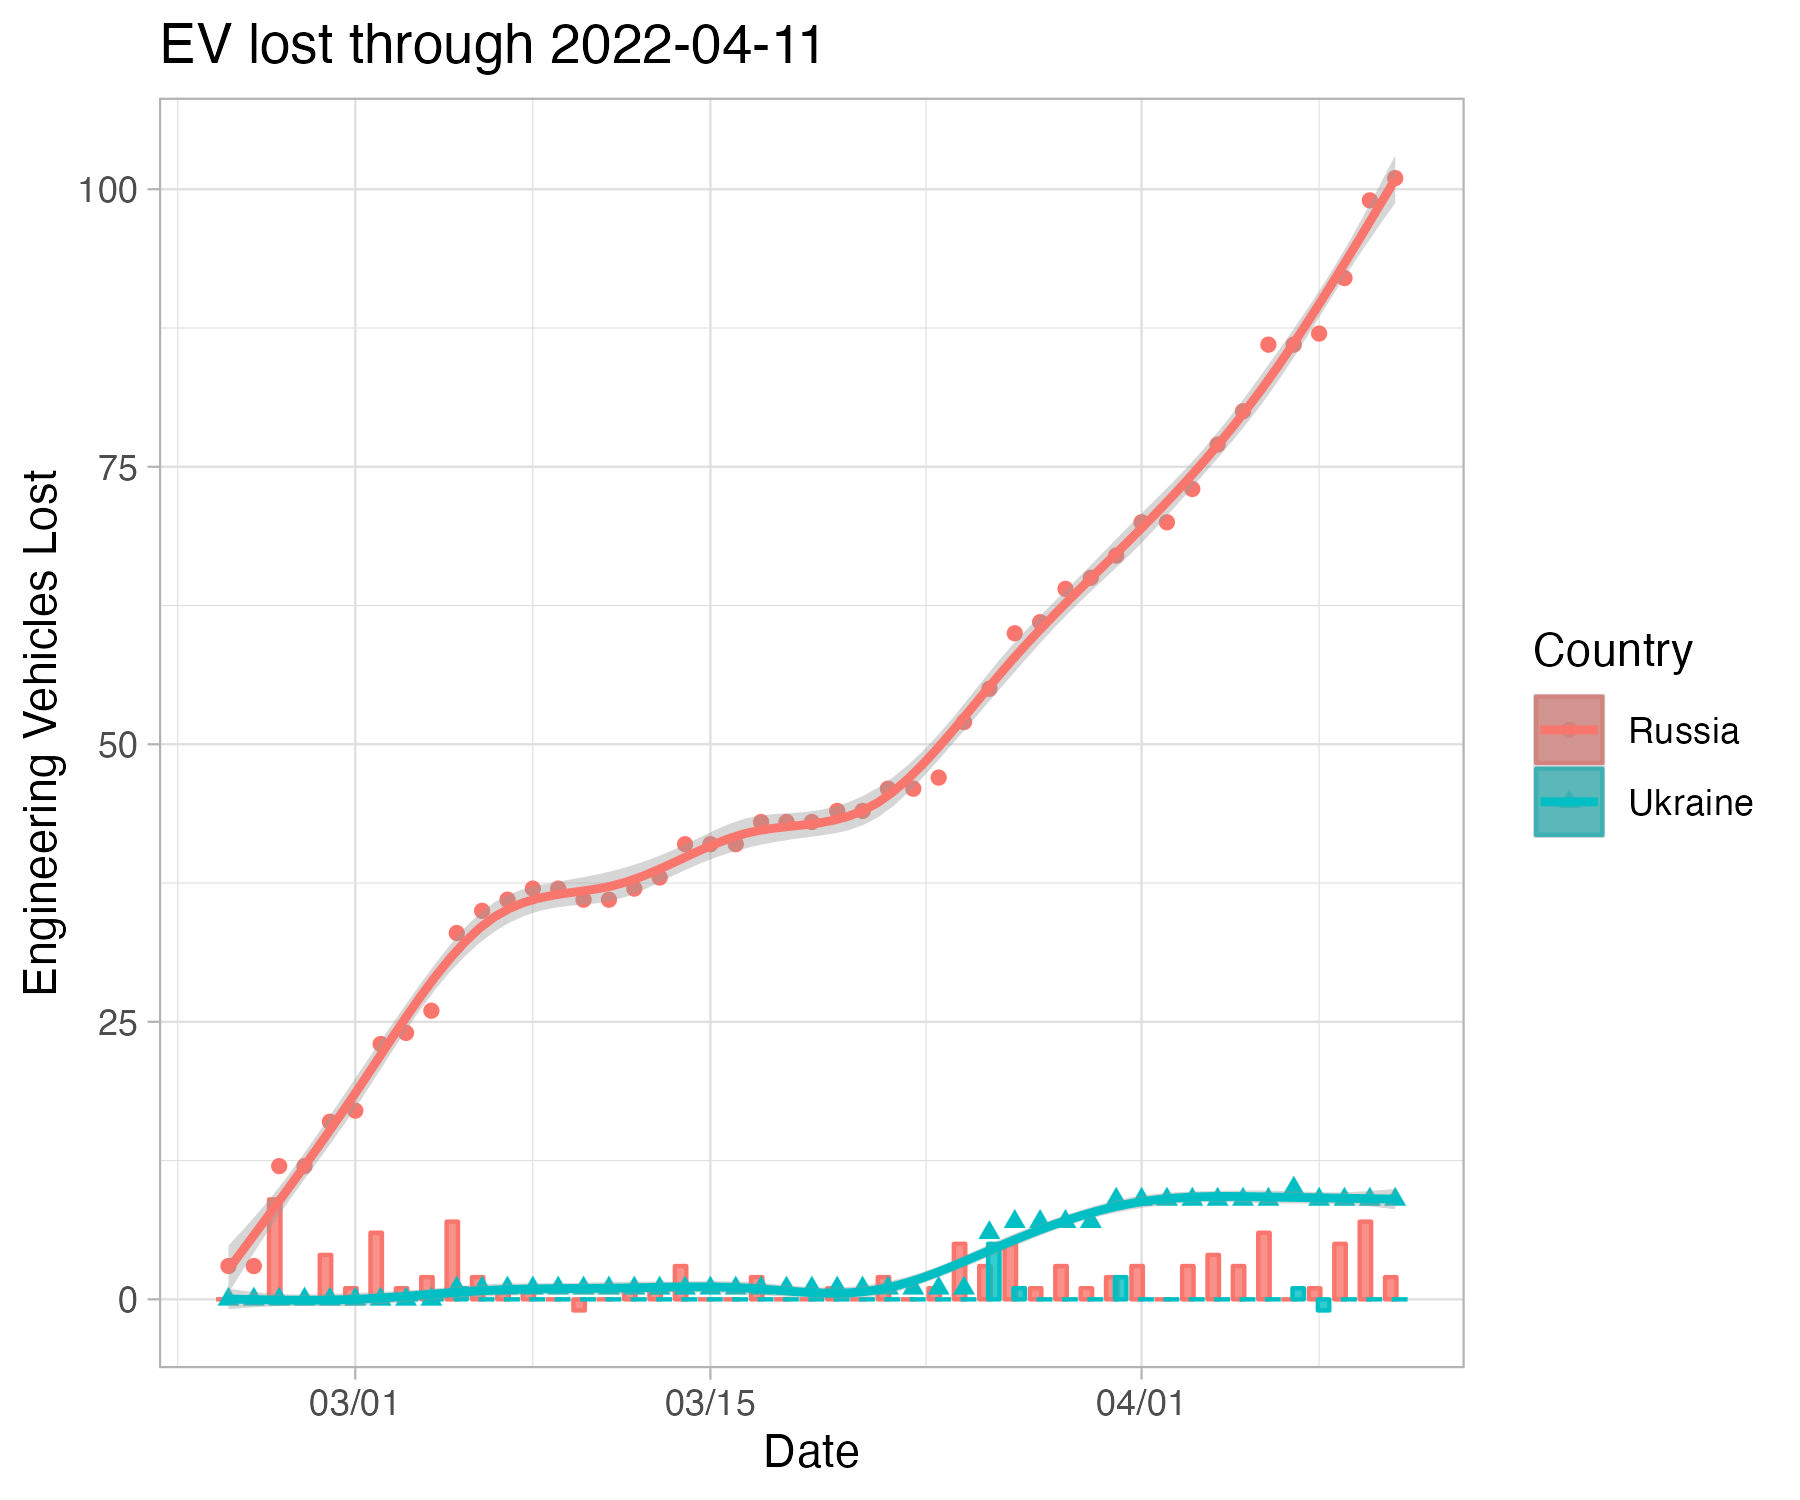 EV lost through 2022-04-11
Engineering Vehicles Lost
100
75
50
25
0
03/01
03/15
04/01
Date
Country
Russia
Ukraine